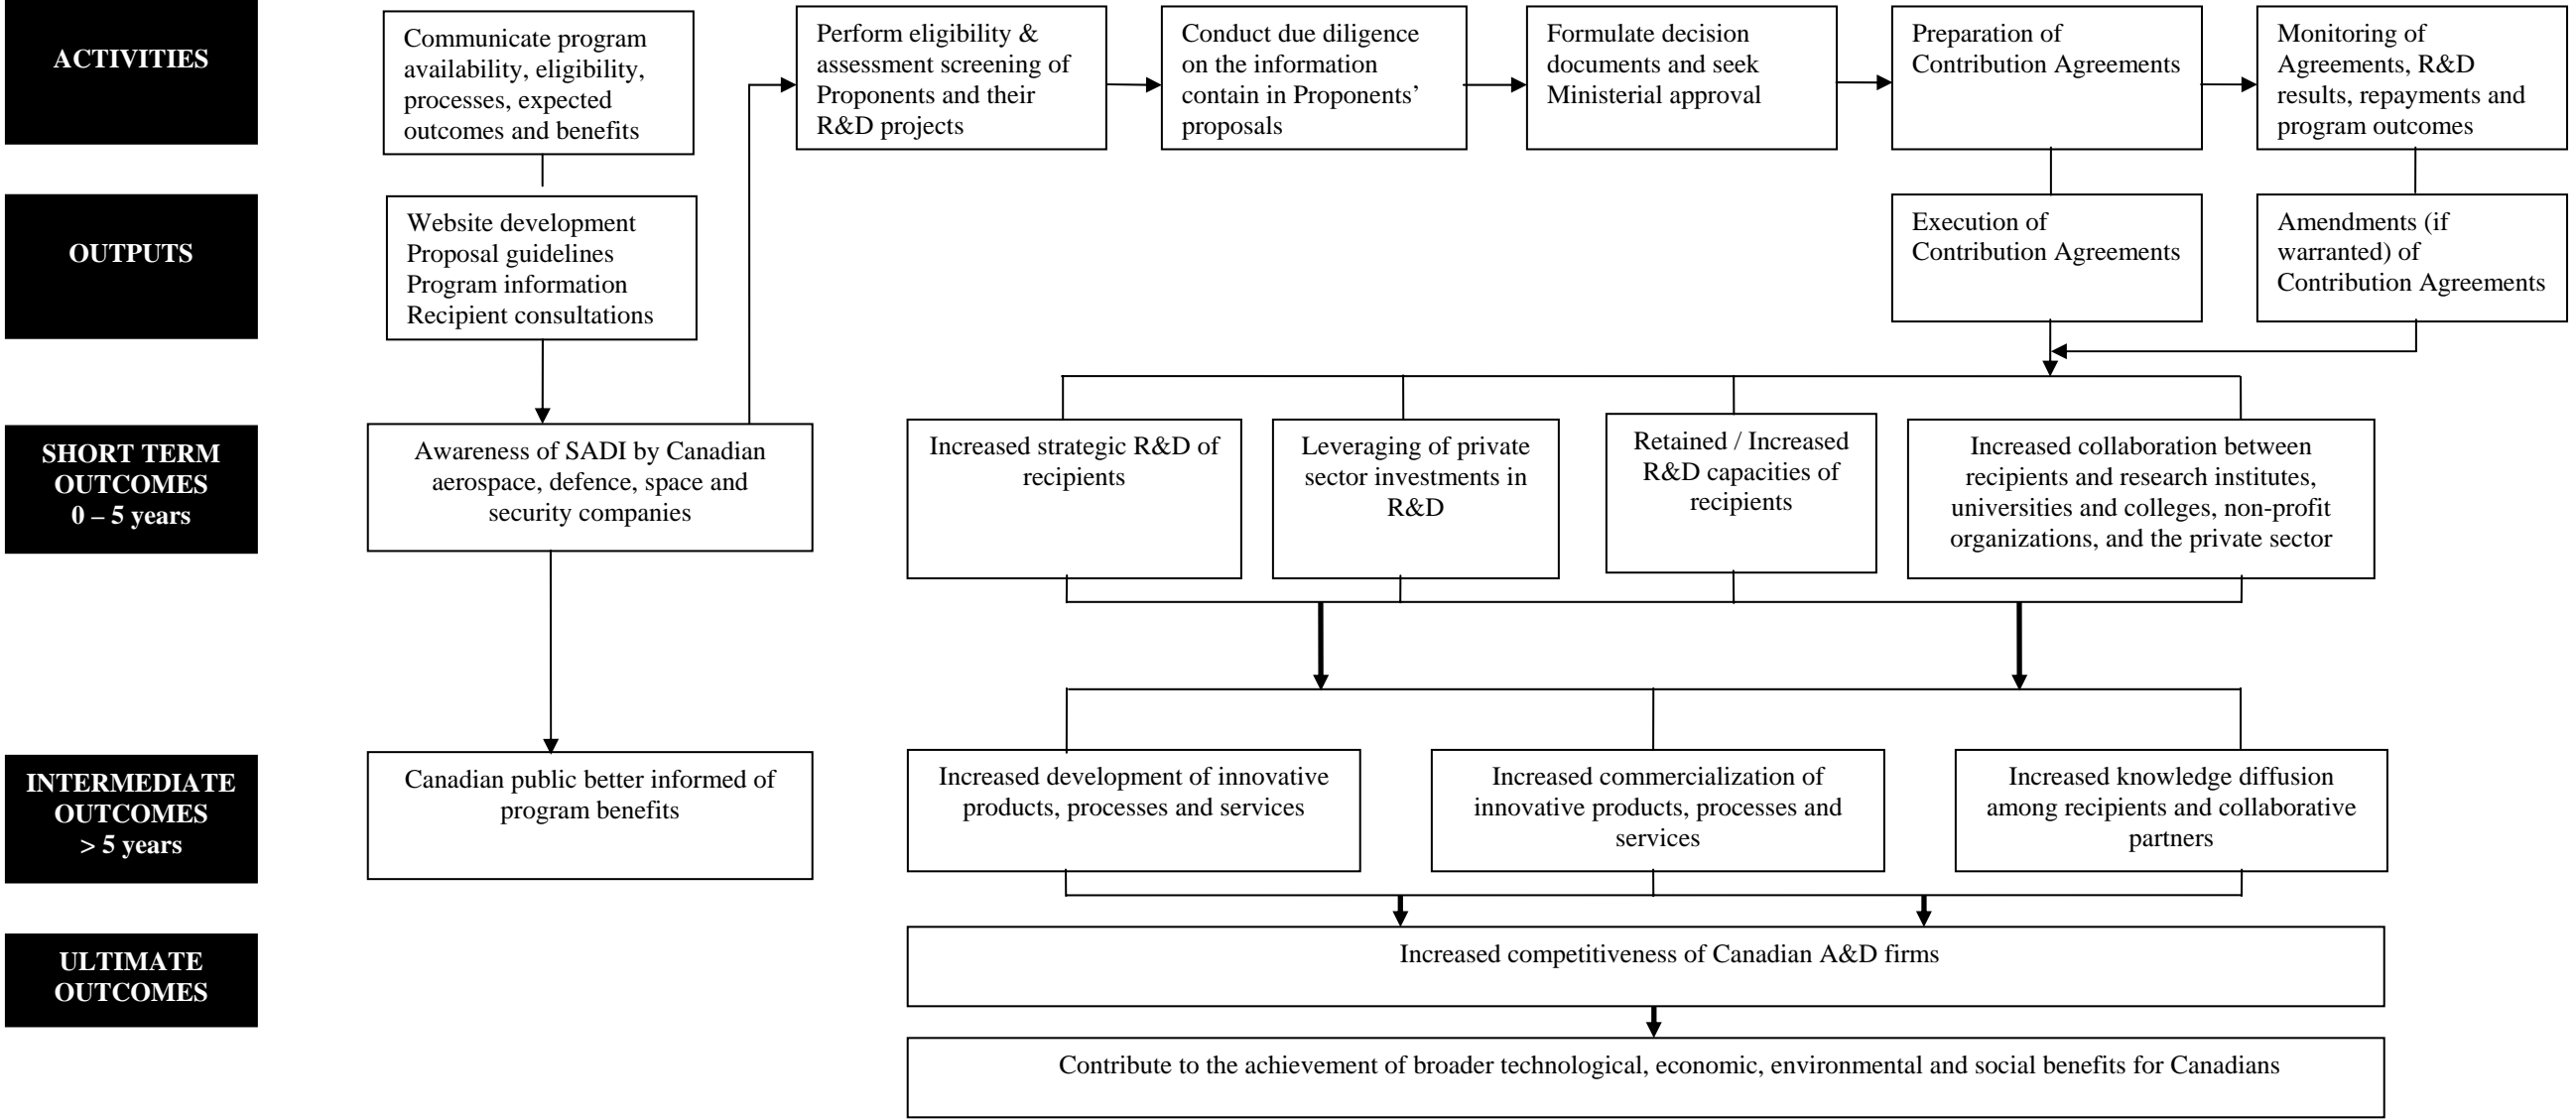 ACTIVITIES
Communicate program
availability, eligibility,
processes, expected
outcomes and benefits
Perform eligibility &
assessment screening of
Proponents and their
R&D projects
Conduct due diligence
on the information
contain in Proponents’
proposals
Formulate decision
documents and seek
Ministerial approval
Preparation of
Contribution Agreements
Monitoring of
Agreements, R&D
results, repayments and
program outcomes
OUTPUTS
Website development
Proposal guidelines
Program information
Recipient consultations
Execution of
Contribution Agreements
Amendments (if
warranted) of
Contribution Agreements
SHORT TERM
OUTCOMES
0 – 5 years
Awareness of SADI by Canadian
aerospace, defence, space and
security companies
Increased strategic R&D of
recipients
Leveraging of private
sector investments in
R&D
Retained / Increased
R&D capacities of
recipients
Increased collaboration between
recipients and research institutes,
universities and colleges, non-profit
organizations, and the private sector
INTERMEDIATE
OUTCOMES
> 5 years
Canadian public better informed of
program benefits
Increased development of innovative
products, processes and services
Increased commercialization of
innovative products, processes and
services
Increased knowledge diffusion
among recipients and collaborative
partners
ULTIMATE
OUTCOMES
Increased competitiveness of Canadian A&D firms
Contribute to the achievement of broader technological, economic, environmental and social benefits for Canadians